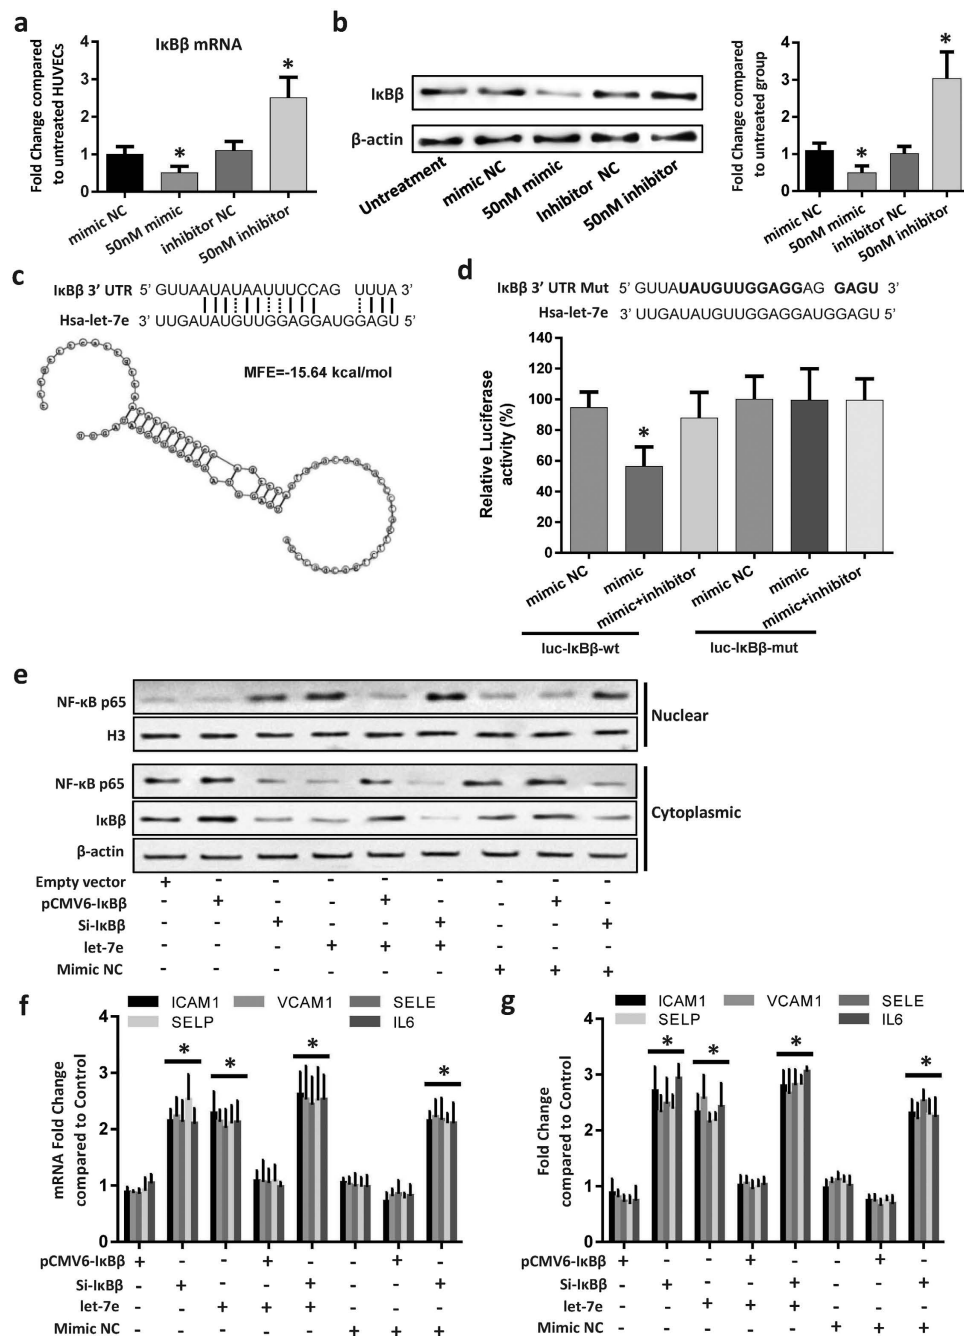 a
IκBβ mRNA
Fold Change compared
to untreated HUVECs
4
3
2
1
0
*
*
mimic NC
50nM mimic
inhibitor NC
50nM inhibitor
b
IκBβ
β-actin
Untreatment
mimic NC
50nM mimic
Inhibitor NC
50nM inhibitor
Fold Change compared
to untreated group
4
3
2
1
0
*
*
mimic NC
50nM mimic
inhibitor NC
50nM inhibitor
c
IκBβ 3' UTR 5' GUUAAUAUAAUUUCCAG UUUA 3'
Hsa-let-7e 3' UUGAUAUGUUGGAGGAUGGAGU 5'
MFE=-15.64 kcal/mol
d
IκBβ 3' UTR Mut 5' GUUAUAUGUUGGAGGAG GAGU 3'
Hsa-let-7e 3' UUGAUAUGUUGGAGGAUGGAGU 5'
Relative Luciferase
activity (%)
140
120
100
80
60
40
20
0
*
mimic NC
mimic
mimic+inhibitor
mimic NC
mimic
mimic+inhibitor
luc-IκBβ-wt
luc-IκBβ-mut
e
NF-κB p65
H3
Nuclear
NF-κB p65
IκBβ
β-actin
Cytoplasmic
Empty vector + - - - - - - - -
pCMV6-IκBβ - + - - + - - + -
Si-IκBβ - - + - - + - - +
let-7e - - - + + + - - -
Mimic NC - - - - - - + + +
f
ICAM1 VCAM1 SELE
SELP IL6
mRNA Fold Change
compared to Control
4
3
2
1
0
* * * *
pCMV6-IκBβ + - - + - - + -
Si-IκBβ - + - - + - - +
let-7e - - + + + - - -
Mimic NC - - - - - + + +
g
ICAM1 VCAM1 SELE
SELP IL6
Fold Change
compared to Control
4
3
2
1
0
* * * *
pCMV6-IκBβ + - - + - - + -
Si-IκBβ - + - - + - - +
let-7e - - + + + - - -
Mimic NC - - - - - + + +